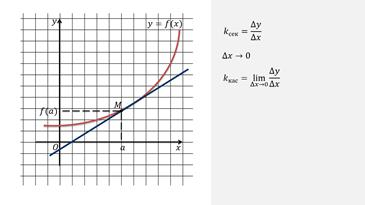 y
y = f(x)
f(a)
M
O
a
x
k_сек = Δy/Δx
Δx → 0
k_кас = lim_{Δx→0} Δy/Δx